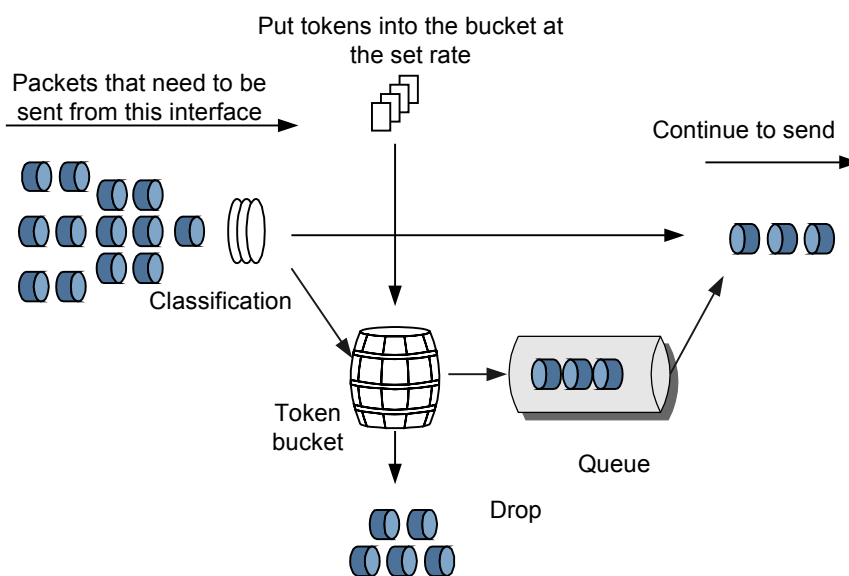 Put tokens into the bucket at
the set rate
Packets that need to be
sent from this interface
Continue to send
Classification
Token
bucket
Queue
Drop